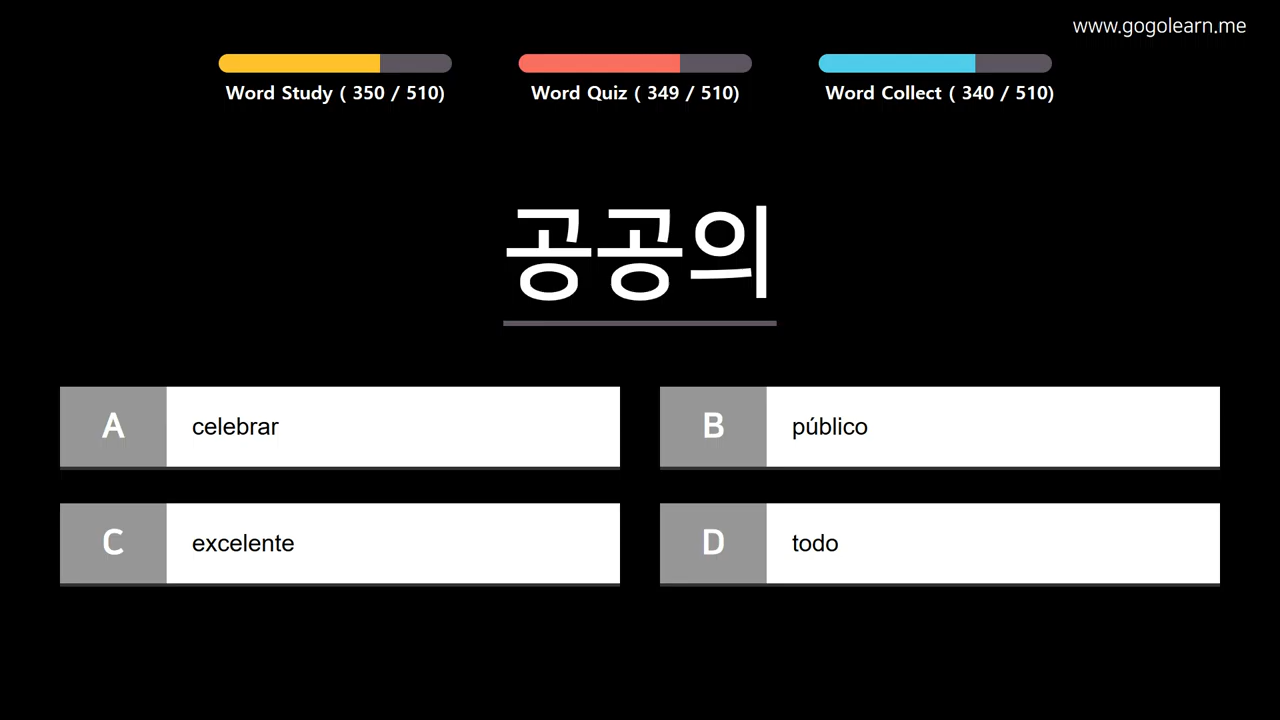 www.gogolearn.me
Word Study ( 350 / 510)
Word Quiz ( 349 / 510)
Word Collect ( 340 / 510)
공공의
A celebrar
B público
C excelente
D todo